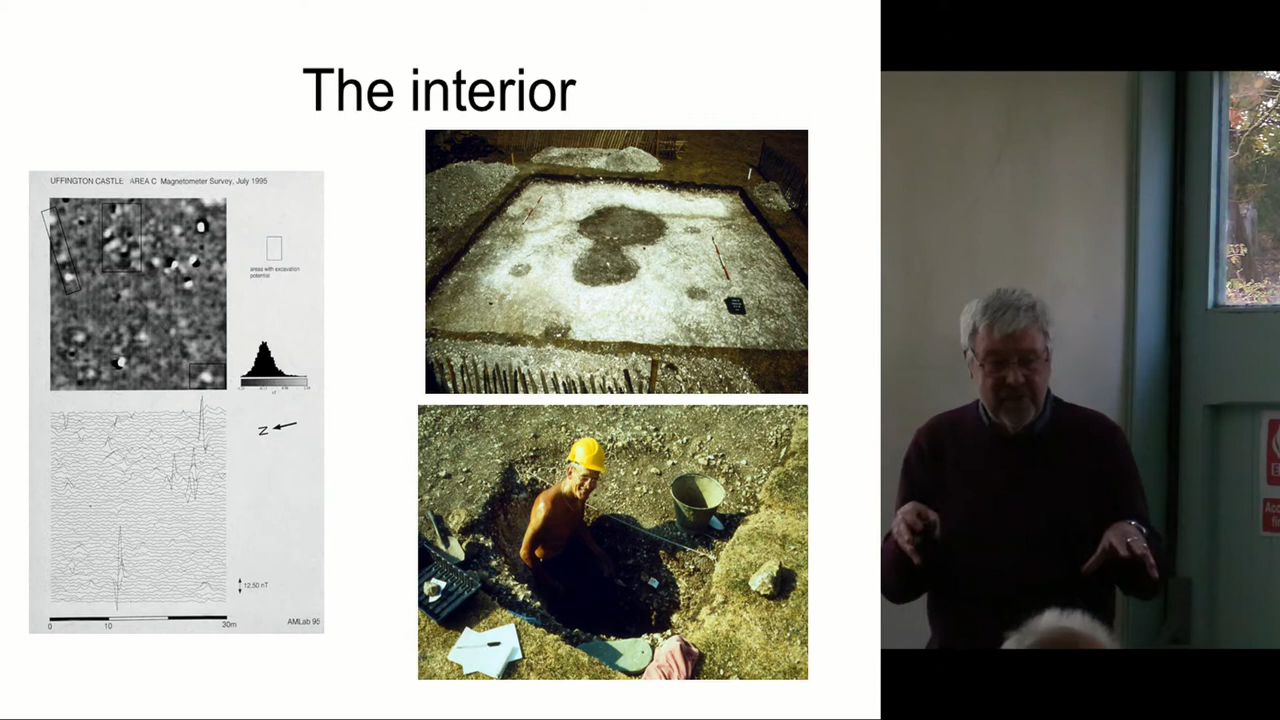 The interior
UFFINGTON CASTLE AREA C Magnetometer Survey, July 1995
areas with excavation
potential
nT
N
12.50 nT
0 10 30m
AMLab 95